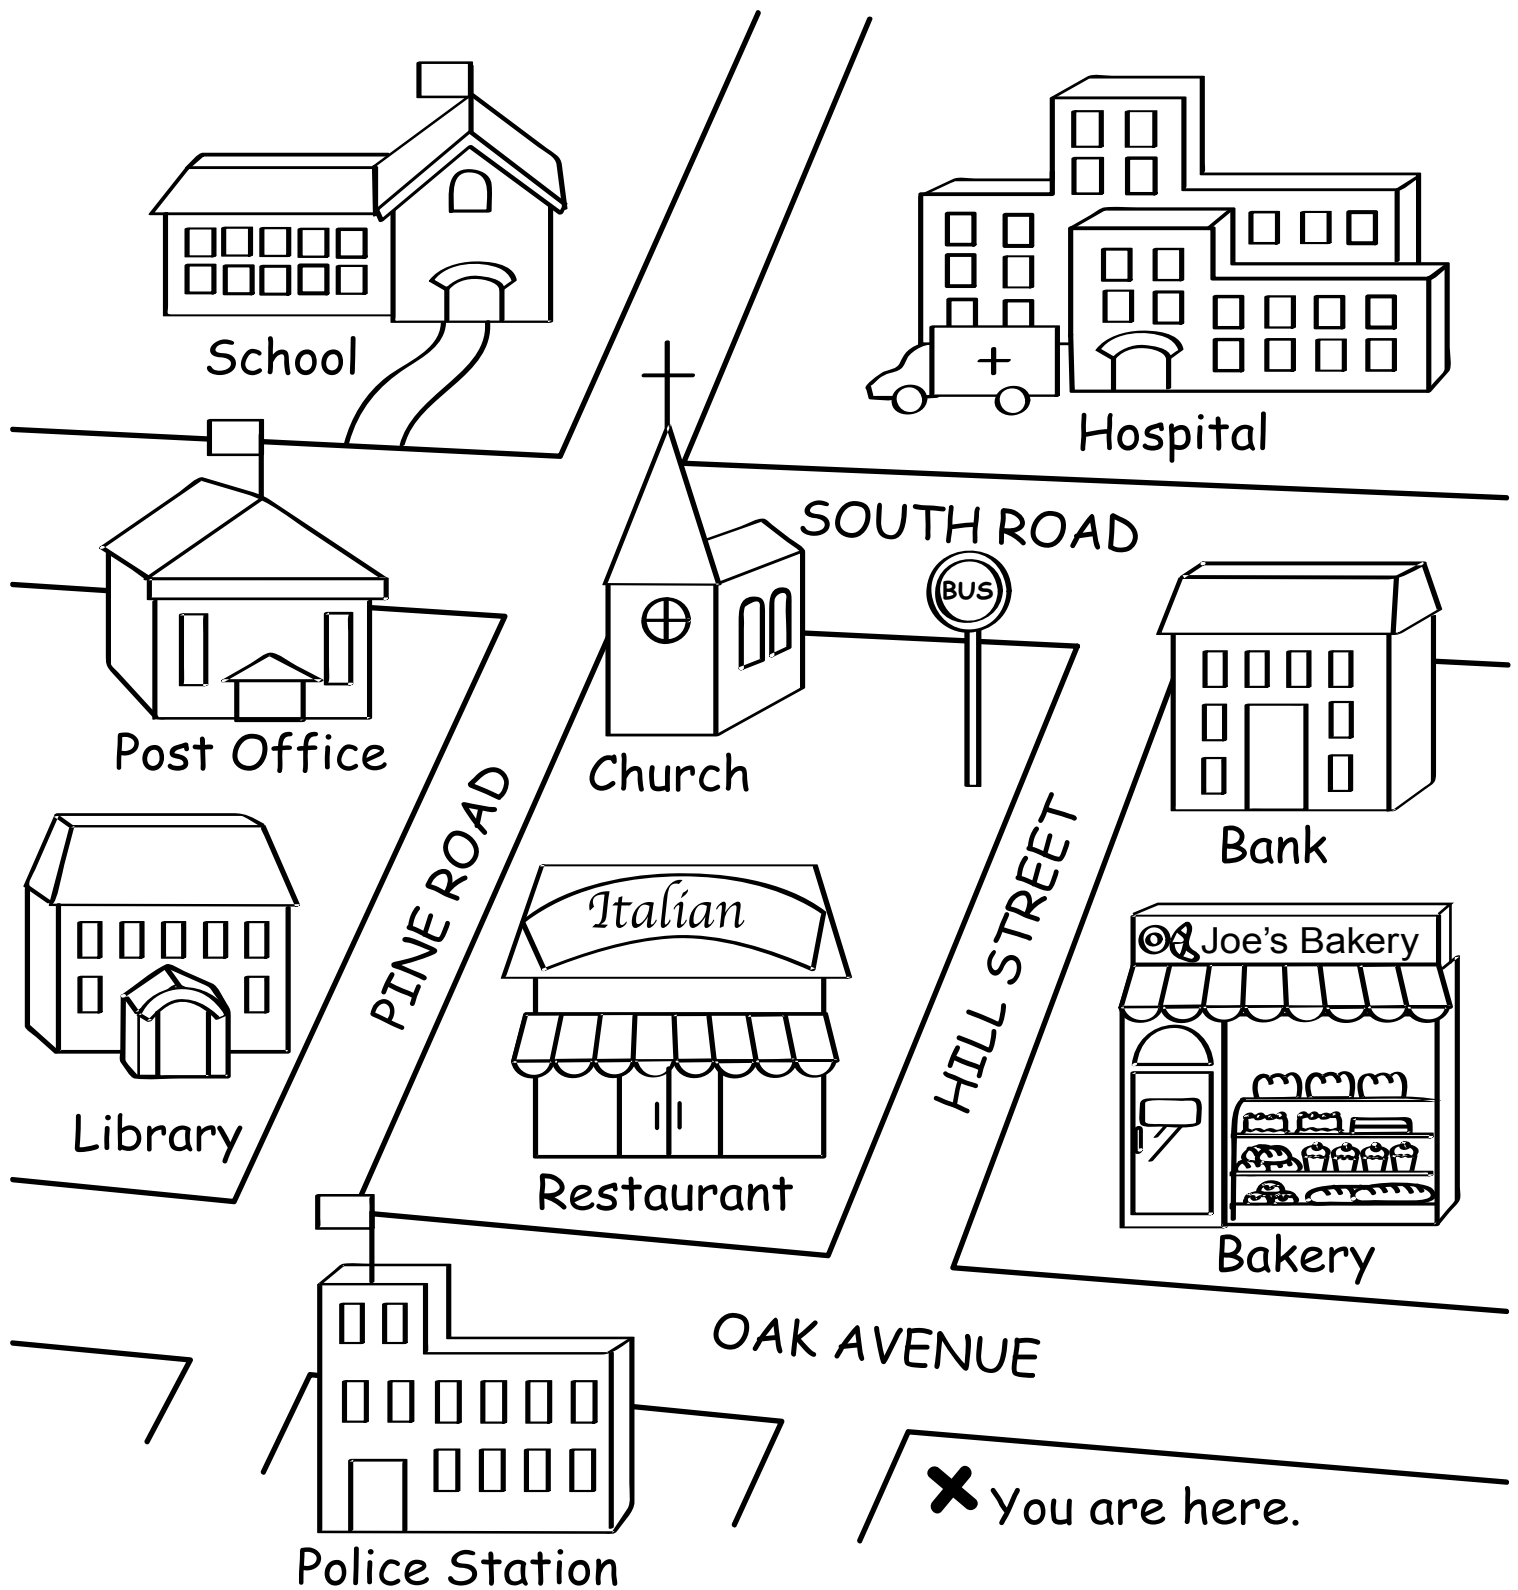 School
Hospital
SOUTH ROAD
BUS
Post Office
Church
PINE ROAD
Bank
HILL STREET
Italian
Joe's Bakery
Library
Restaurant
Bakery
OAK AVENUE
You are here.
Police Station